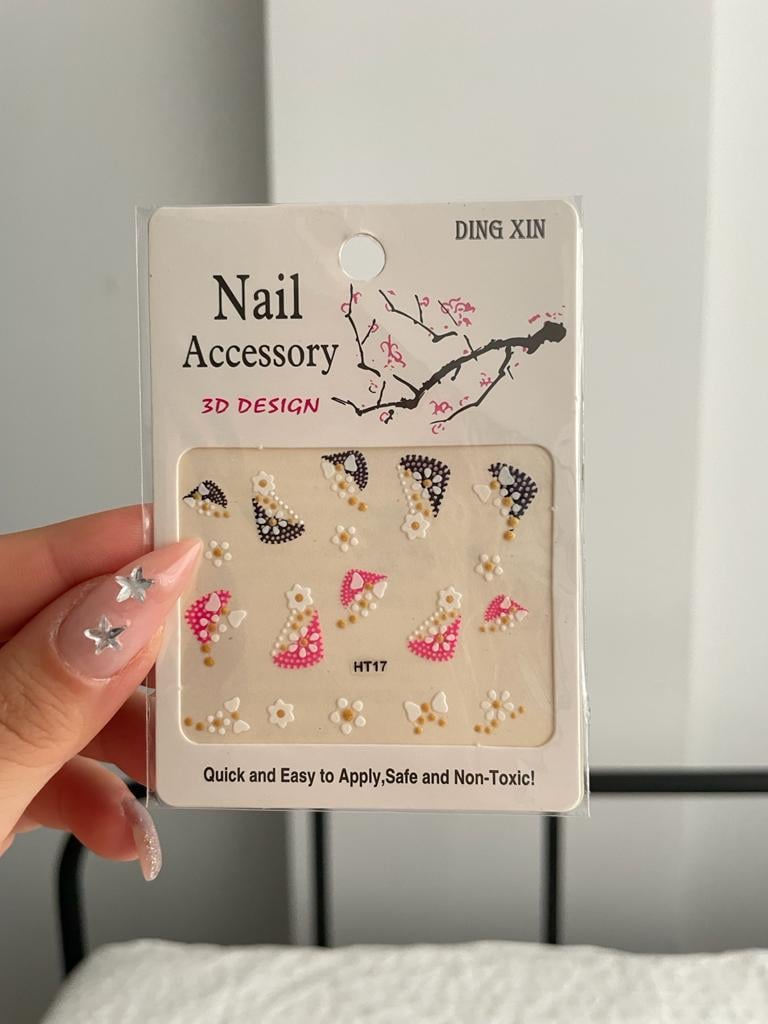 DING XIN
Nail
Accessory
3D DESIGN
HT17
Quick and Easy to Apply,Safe and Non-Toxic!